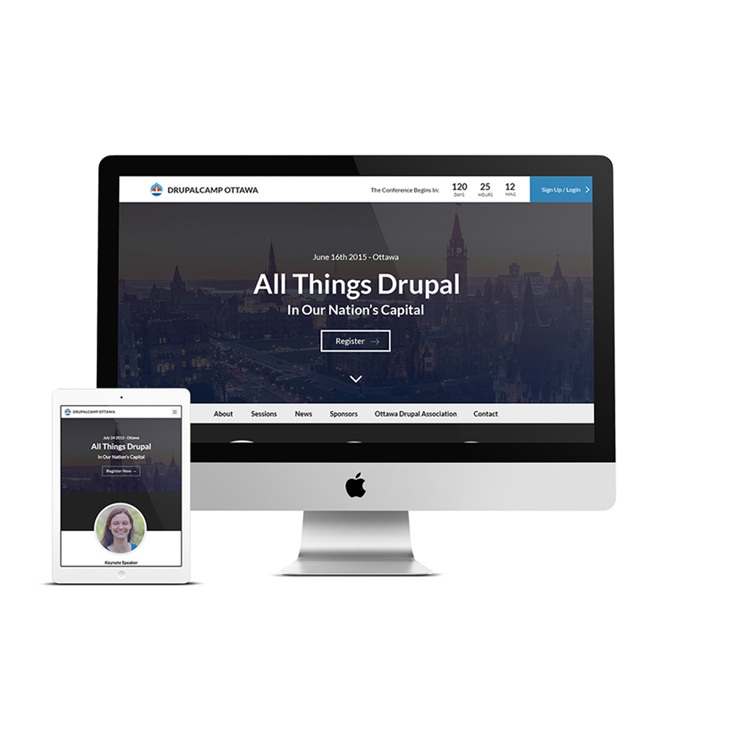 DRUPALCAMP OTTAWA
The Conference Begins In:
120 25 12
DAYS HOURS MINS
Sign Up / Login
June 16th 2015 - Ottawa
All Things Drupal
In Our Nation's Capital
Register
About Sessions News Sponsors Ottawa Drupal Association Contact
DRUPALCAMP OTTAWA
July 24 2015 - Ottawa
All Things Drupal
In Our Nation's Capital
Register Now
Keynote Speaker